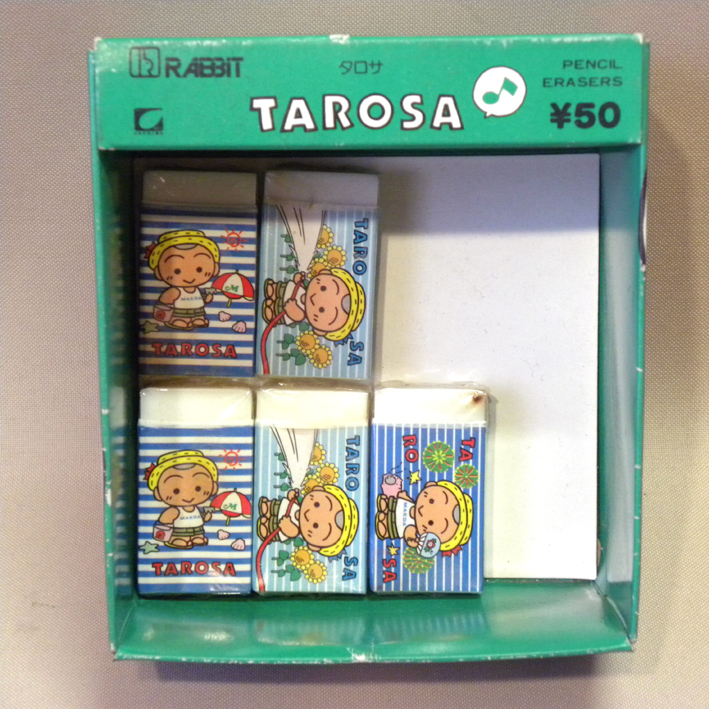 RABBIT
タロサ
TAROSA
PENCIL
ERASERS
¥50
TAROSA
TARO
SA
TAROSA
TARO
SA
TA
RO
SA